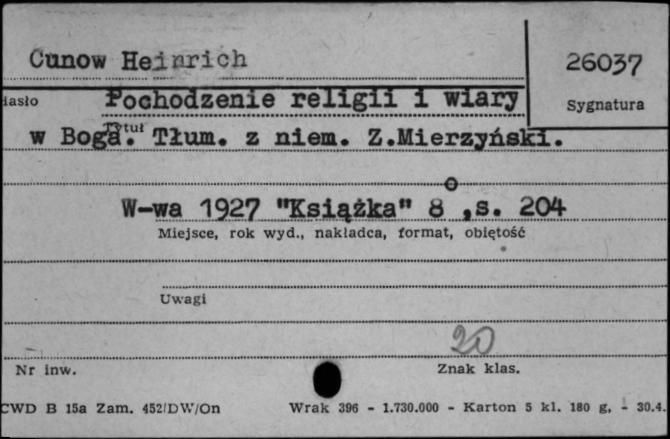 Cunow Heinrich
26037
Sygnatura
Hasło
Pochodzenie religii i wiary
Tytuł
w Boga. Tłum. z niem. Z.Mierzyński.
W-wa 1927 "Książka" 8°,s. 204
Miejsce, rok wyd., nakładca, format, objętość
Uwagi
20
Nr inw.
Znak klas.
CWD B 15a Zam. 452/DW/On
Wrak 396 - 1.730.000 - Karton 5 kl. 180 g, - 30.4.